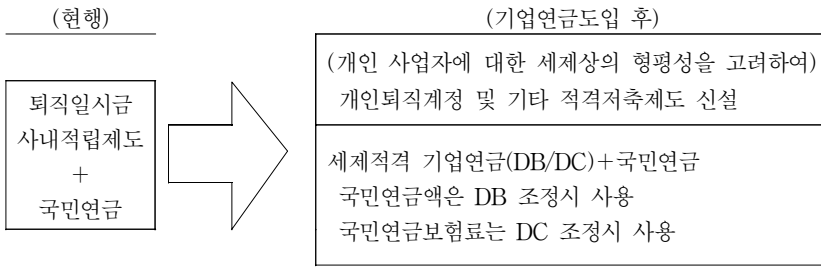 (현행)
퇴직일시금
사내적립제도
+
국민연금
(기업연금도입 후)
(개인 사업자에 대한 세제상의 형평성을 고려하여)
개인퇴직계정 및 기타 적격저축제도 신설
세제적격 기업연금(DB/DC)+국민연금
국민연금액은 DB 조정시 사용
국민연금보험료는 DC 조정시 사용